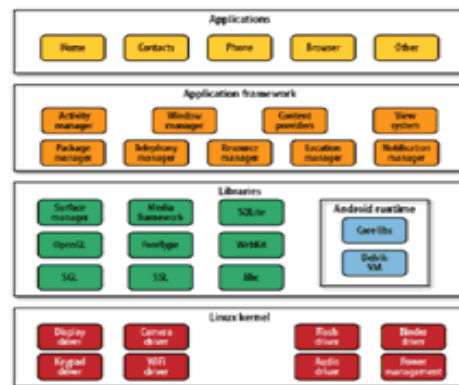 Applications
Home Contacts Phone Browser Other
Application framework
Activity manager Window manager Content providers View system
Package manager Telephony manager Resource manager Location manager Notification manager
Libraries
Surface manager Media framework SQLite
OpenGL FreeType WebKit
SGL SSL libc
Android runtime
Core libs
Dalvik VM
Linux kernel
Display driver Camera driver Flash driver Binder driver
Keypad driver WiFi driver Audio driver Power management